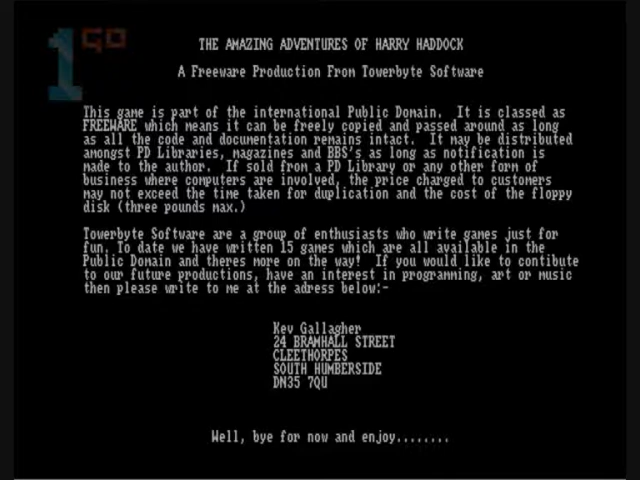 1GO
THE AMAZING ADVENTURES OF HARRY HADDOCK
A Freeware Production From Towerbyte Software
This game is part of the international Public Domain. It is classed as
FREEWARE which means it can be freely copied and passed around as long
as all the code and documentation remains intact. It may be distributed
amongst PD Libraries, magazines and BBS's as long as notification is
made to the author. If sold from a PD Library or any other form of
business where computers are involved, the price charged to customers
may not exceed the time taken for duplication and the cost of the floppy
disk (three pounds max.)
Towerbyte Software are a group of enthusiasts who write games just for
fun. To date we have written 15 games which are all available in the
Public Domain and theres more on the way! If you would like to contibute
to our future productions, have an interest in programming, art or music
then please write to me at the adress below:-
Kev Gallagher
24 BRAMHALL STREET
CLEETHORPES
SOUTH HUMBERSIDE
DN35 7QU
Well, bye for now and enjoy........